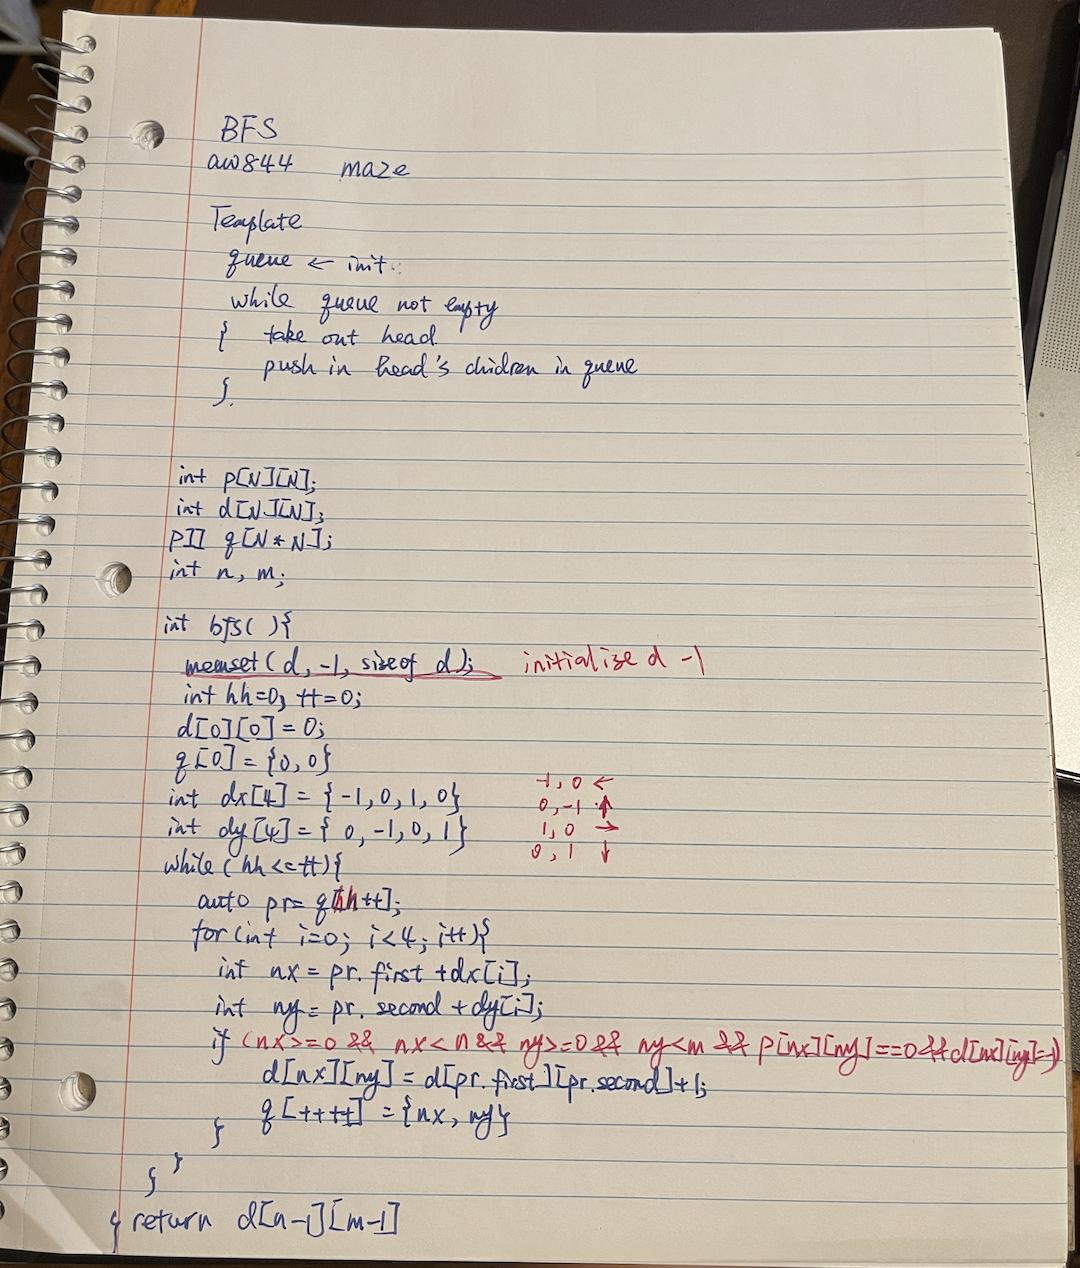 BFS
aw844 maze
Template
queue ← init.
while queue not empty
{ take out head
push in head's chidren in queue
}.
int p[N][N];
int d[N][N];
PII q[N*N];
int n, m;
int bfs( ){
memset(d, -1, sizeof d); initialise d -1
int hh=0, tt=0;
d[0][0]=0;
q[0]={0,0}
-1, 0 ←
int dx[4]={-1,0,1,0} 0, -1 ↑
int dy[4]={0,-1,0,1} 1, 0 →
while(hh<=tt){ 0, 1 ↓
auto pr= q[hh++];
for(int i=0; i<4; i++){
int nx = pr.first +dx[i];
int ny = pr.second +dy[i];
if (nx>=0 && nx<n && ny>=0 && ny<m && p[nx][ny]==0&&d[nx][ny]==-1)
d[nx][ny]=d[pr.first][pr.second]+1;
q[++tt] ={nx, ny}
}
}
}
{ return d[n-1][m-1]